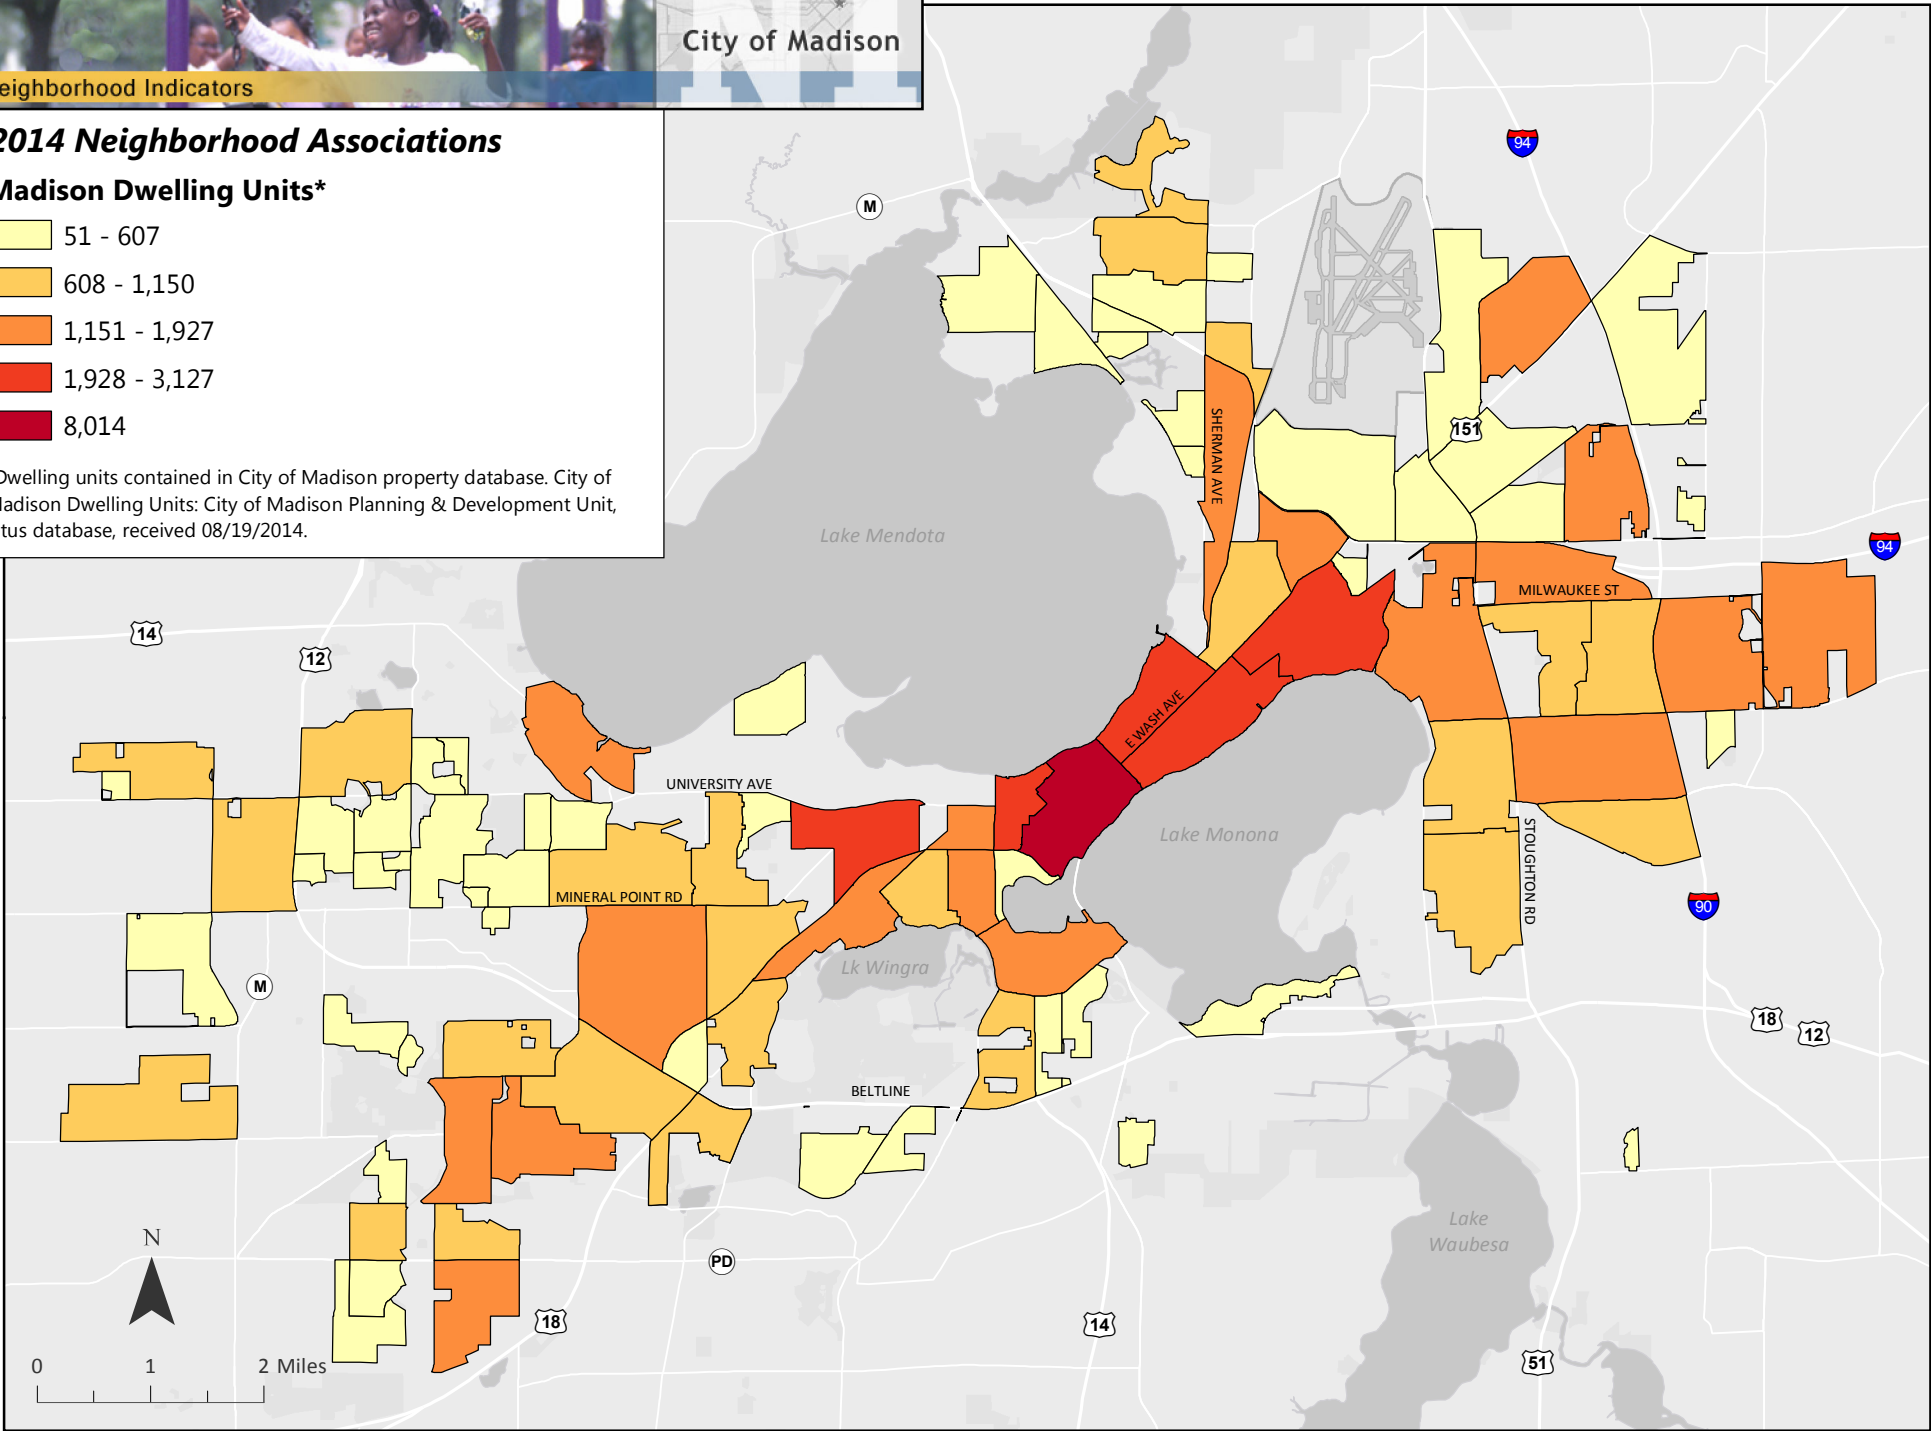 City of Madison
eighborhood Indicators
2014 Neighborhood Associations
Madison Dwelling Units*
51 - 607
608 - 1,150
1,151 - 1,927
1,928 - 3,127
8,014
Dwelling units contained in City of Madison property database. City of
adison Dwelling Units: City of Madison Planning & Development Unit,
tus database, received 08/19/2014.
M
94
151
SHERMAN AVE
Lake Mendota
94
MILWAUKEE ST
14
12
E WASH AVE
UNIVERSITY AVE
Lake Monona
STOUGHTON RD
MINERAL POINT RD
90
Lk Wingra
M
18
12
BELTLINE
Lake
Waubesa
N
PD
18
14
51
0 1 2 Miles